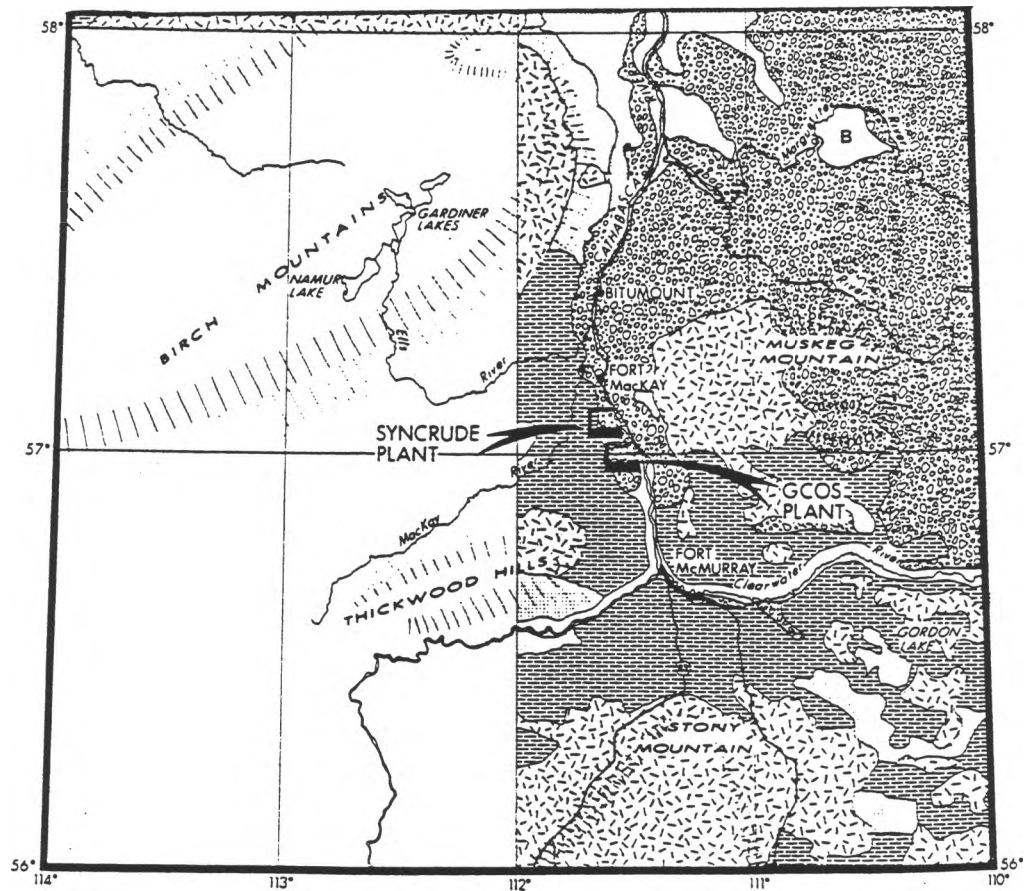 58°
58°
B
River
MOUNTAINS
GARDINER
LAKES
NAMUR
LAKE
BIRCH
Ells
River
BITUMOUNT
MUSKEG
MOUNTAIN
FORT
MacKAY
SYNCRUDE
PLANT
57°
57°
GCOS
PLANT
River
MacKay
FORT
McMURRAY
Clearwater
River
THICKWOOD HILLS
GORDON
LAKE
STONY
MOUNTAIN
56°
56°
114°
113°
112°
111°
110°